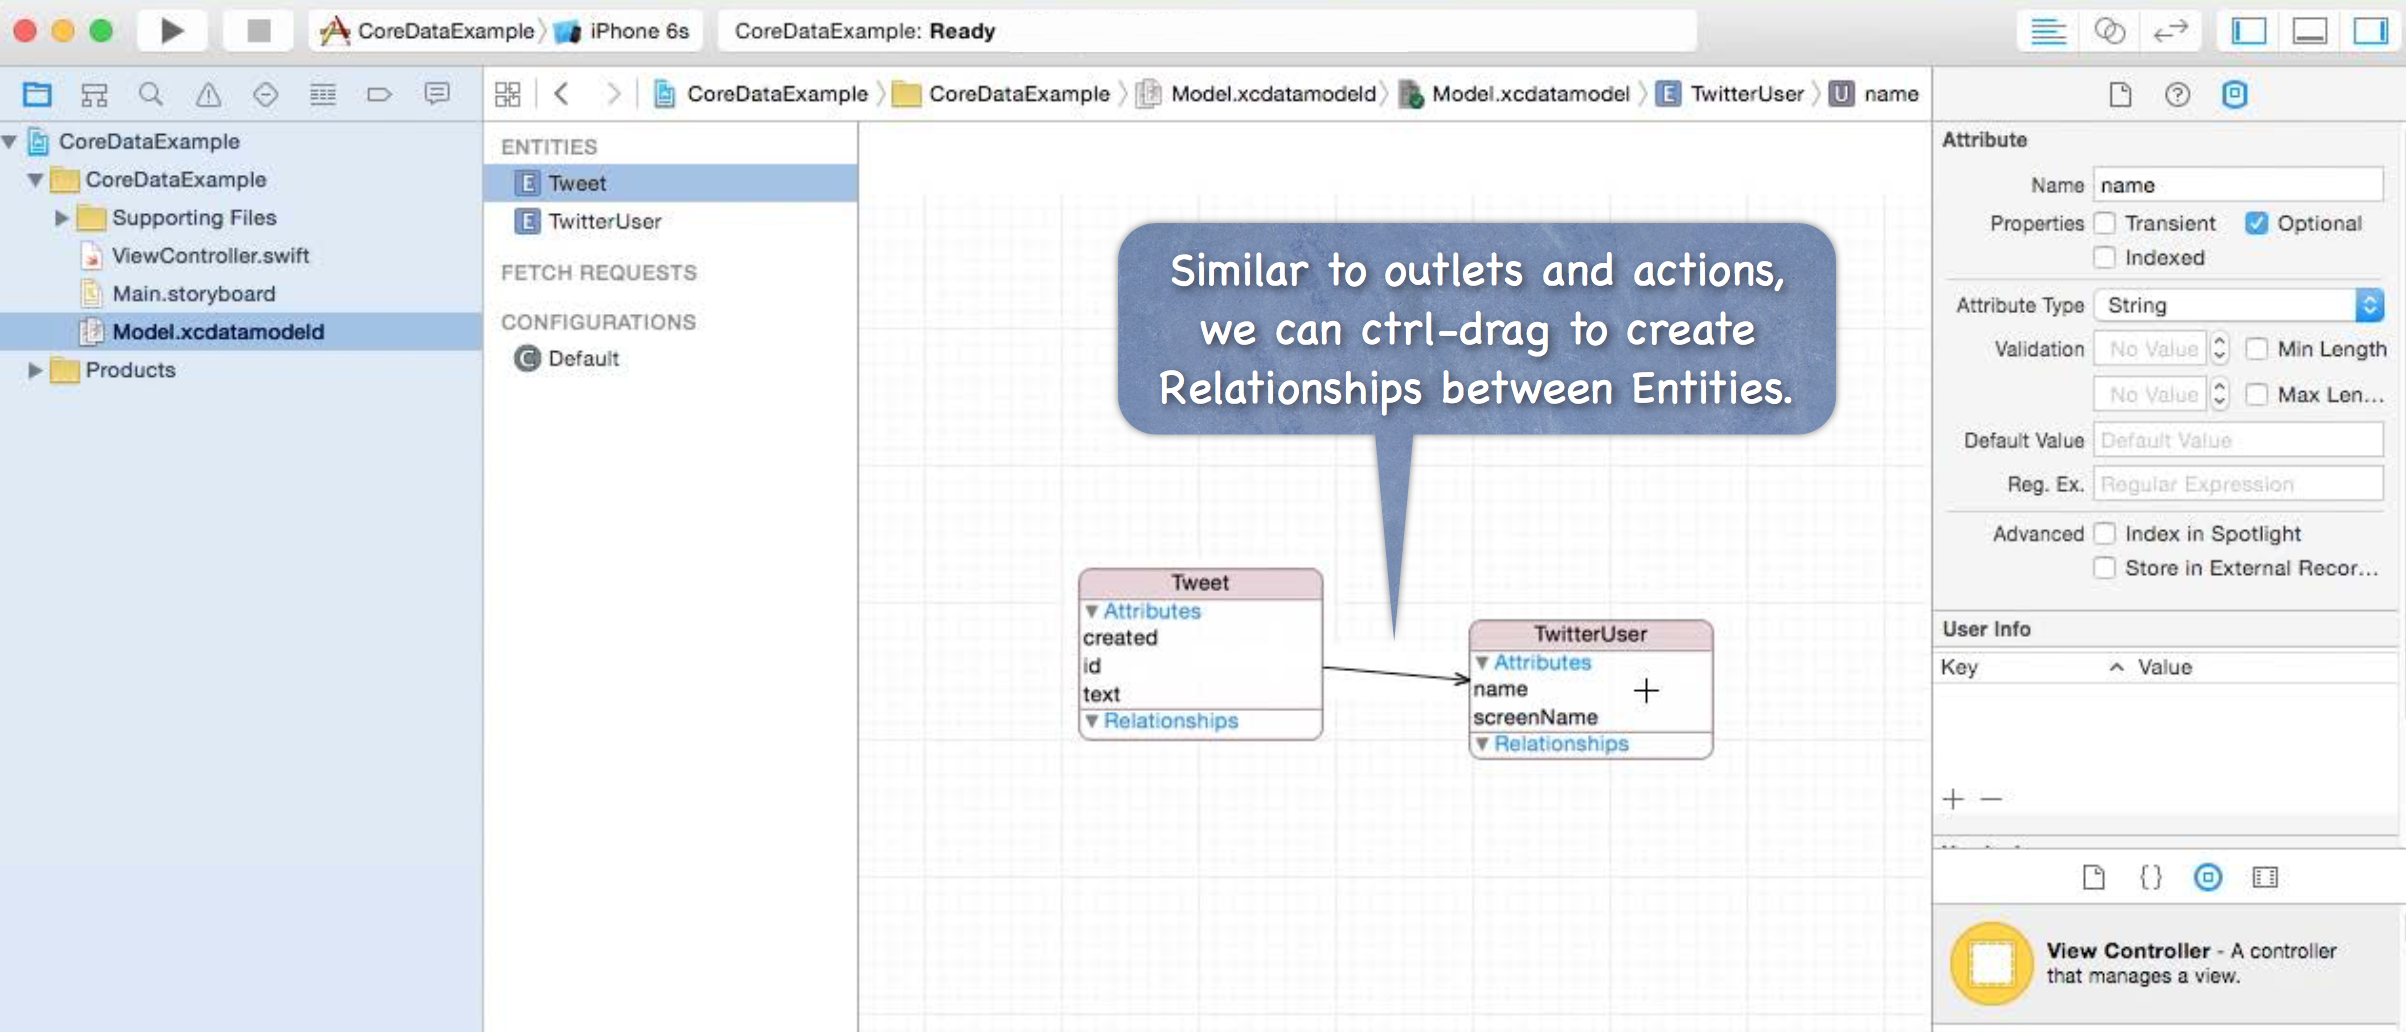 CoreDataExample iPhone 6s CoreDataExample: Ready
CoreDataExample CoreDataExample Model.xcdatamodeld Model.xcdatamodel E TwitterUser U name
CoreDataExample
CoreDataExample
Supporting Files
ViewController.swift
Main.storyboard
Model.xcdatamodeld
Products
ENTITIES
E Tweet
E TwitterUser
FETCH REQUESTS
CONFIGURATIONS
C Default
Similar to outlets and actions,
we can ctrl-drag to create
Relationships between Entities.
Tweet
Attributes
created
id
text
Relationships
TwitterUser
Attributes
name
screenName
Relationships
Attribute
Name name
Properties Transient Optional
Indexed
Attribute Type String
Validation No Value Min Length
No Value Max Len...
Default Value Default Value
Reg. Ex. Regular Expression
Advanced Index in Spotlight
Store in External Recor...
User Info
Key Value
+ −
{}
View Controller - A controller
that manages a view.